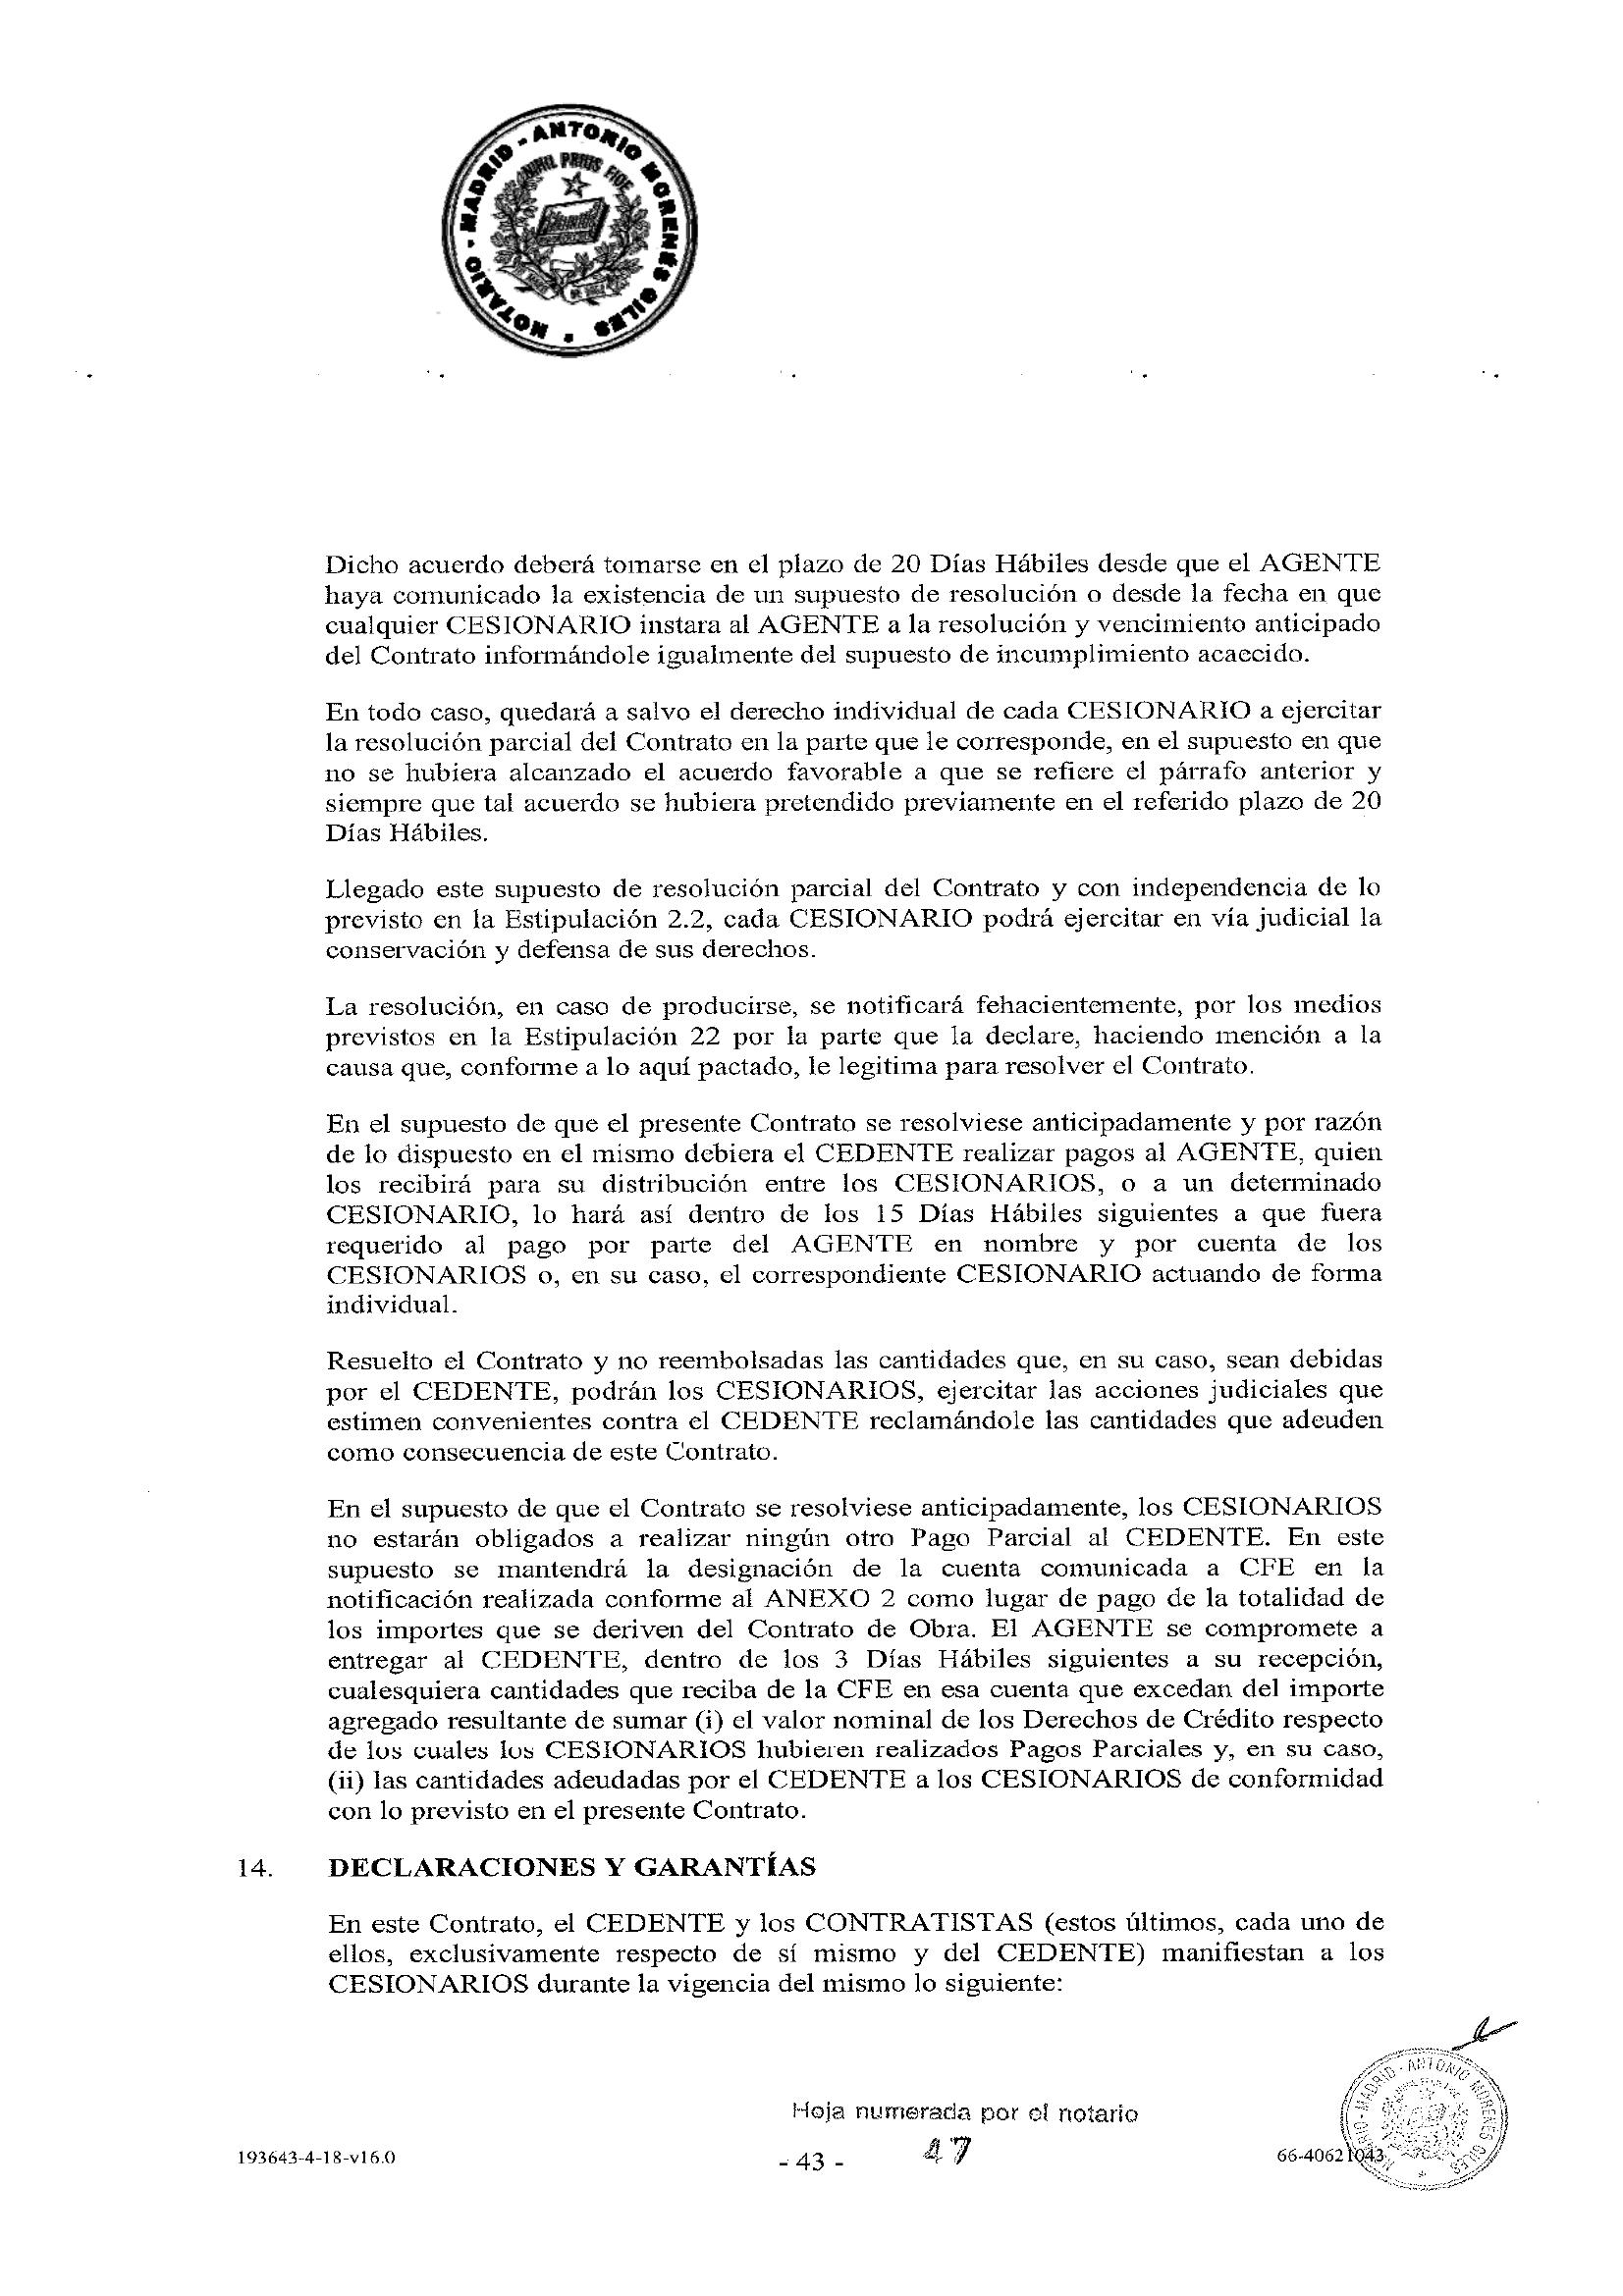 NOTARIO - MADRID - ANTONIO MORENES GILES
NIHIL PRIUS FIDE
Dicho acuerdo deberá tomarse en el plazo de 20 Días Hábiles desde que el AGENTE
haya comunicado la existencia de un supuesto de resolución o desde la fecha en que
cualquier CESIONARIO instara al AGENTE a la resolución y vencimiento anticipado
del Contrato informándole igualmente del supuesto de incumplimiento acaecido.
En todo caso, quedará a salvo el derecho individual de cada CESIONARIO a ejercitar
la resolución parcial del Contrato en la parte que le corresponde, en el supuesto en que
no se hubiera alcanzado el acuerdo favorable a que se refiere el párrafo anterior y
siempre que tal acuerdo se hubiera pretendido previamente en el referido plazo de 20
Días Hábiles.
Llegado este supuesto de resolución parcial del Contrato y con independencia de lo
previsto en la Estipulación 2.2, cada CESIONARIO podrá ejercitar en vía judicial la
conservación y defensa de sus derechos.
La resolución, en caso de producirse, se notificará fehacientemente, por los medios
previstos en la Estipulación 22 por la parte que la declare, haciendo mención a la
causa que, conforme a lo aquí pactado, le legitima para resolver el Contrato.
En el supuesto de que el presente Contrato se resolviese anticipadamente y por razón
de lo dispuesto en el mismo debiera el CEDENTE realizar pagos al AGENTE, quien
los recibirá para su distribución entre los CESIONARIOS, o a un determinado
CESIONARIO, lo hará así dentro de los 15 Días Hábiles siguientes a que fuera
requerido al pago por parte del AGENTE en nombre y por cuenta de los
CESIONARIOS o, en su caso, el correspondiente CESIONARIO actuando de forma
individual.
Resuelto el Contrato y no reembolsadas las cantidades que, en su caso, sean debidas
por el CEDENTE, podrán los CESIONARIOS, ejercitar las acciones judiciales que
estimen convenientes contra el CEDENTE reclamándole las cantidades que adeuden
como consecuencia de este Contrato.
En el supuesto de que el Contrato se resolviese anticipadamente, los CESIONARIOS
no estarán obligados a realizar ningún otro Pago Parcial al CEDENTE. En este
supuesto se mantendrá la designación de la cuenta comunicada a CFE en la
notificación realizada conforme al ANEXO 2 como lugar de pago de la totalidad de
los importes que se deriven del Contrato de Obra. El AGENTE se compromete a
entregar al CEDENTE, dentro de los 3 Días Hábiles siguientes a su recepción,
cualesquiera cantidades que reciba de la CFE en esa cuenta que excedan del importe
agregado resultante de sumar (i) el valor nominal de los Derechos de Crédito respecto
de los cuales los CESIONARIOS hubieren realizados Pagos Parciales y, en su caso,
(ii) las cantidades adeudadas por el CEDENTE a los CESIONARIOS de conformidad
con lo previsto en el presente Contrato.
14. DECLARACIONES Y GARANTÍAS
En este Contrato, el CEDENTE y los CONTRATISTAS (estos últimos, cada uno de
ellos, exclusivamente respecto de sí mismo y del CEDENTE) manifiestan a los
CESIONARIOS durante la vigencia del mismo lo siguiente:
NOTARIO - MADRID - ANTONIO MORENES GILES
Hoja numerada por el notario
193643-4-18-v16.0 - 43 - 47 66-40621043